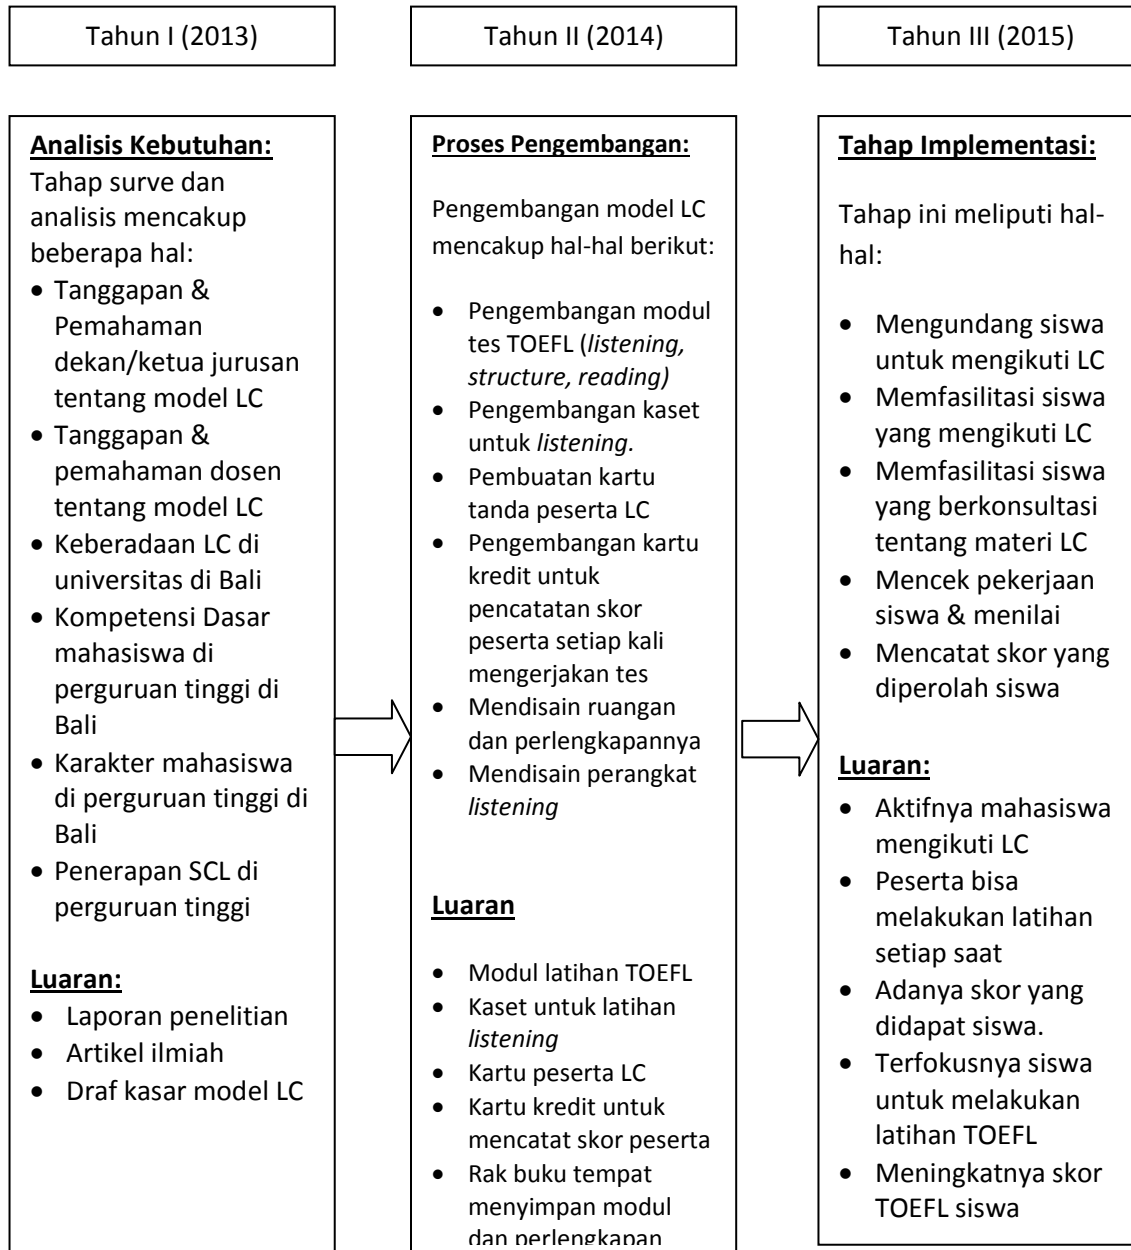 Tahun I (2013)
Tahun II (2014)
Tahun III (2015)
Analisis Kebutuhan:
Tahap surve dan
analisis mencakup
beberapa hal:
• Tanggapan &
Pemahaman
dekan/ketua jurusan
tentang model LC
• Tanggapan &
pemahaman dosen
tentang model LC
• Keberadaan LC di
universitas di Bali
• Kompetensi Dasar
mahasiswa di
perguruan tinggi di
Bali
• Karakter mahasiswa
di perguruan tinggi di
Bali
• Penerapan SCL di
perguruan tinggi
Luaran:
• Laporan penelitian
• Artikel ilmiah
• Draf kasar model LC
Proses Pengembangan:
Pengembangan model LC
mencakup hal-hal berikut:
• Pengembangan modul
tes TOEFL (listening,
structure, reading)
• Pengembangan kaset
untuk listening.
• Pembuatan kartu
tanda peserta LC
• Pengembangan kartu
kredit untuk
pencatatan skor
peserta setiap kali
mengerjakan tes
• Mendisain ruangan
dan perlengkapannya
• Mendisain perangkat
listening
Luaran
• Modul latihan TOEFL
• Kaset untuk latihan
listening
• Kartu peserta LC
• Kartu kredit untuk
mencatat skor peserta
• Rak buku tempat
menyimpan modul
dan perlengkapan
Tahap Implementasi:
Tahap ini meliputi hal-
hal:
• Mengundang siswa
untuk mengikuti LC
• Memfasilitasi siswa
yang mengikuti LC
• Memfasilitasi siswa
yang berkonsultasi
tentang materi LC
• Mencek pekerjaan
siswa & menilai
• Mencatat skor yang
diperolah siswa
Luaran:
• Aktifnya mahasiswa
mengikuti LC
• Peserta bisa
melakukan latihan
setiap saat
• Adanya skor yang
didapat siswa.
• Terfokusnya siswa
untuk melakukan
latihan TOEFL
• Meningkatnya skor
TOEFL siswa